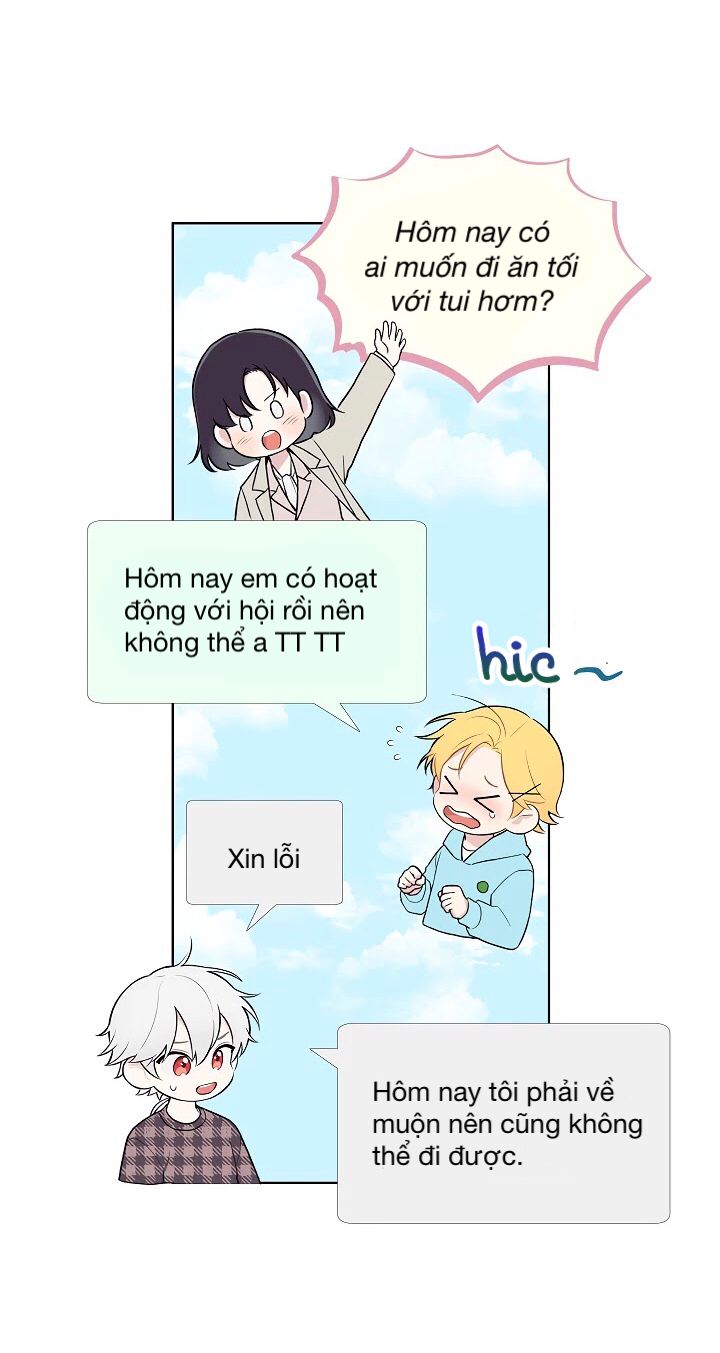 Hôm nay có
ai muốn đi ăn tối
với tui hơm?
Hôm nay em có hoạt
động với hội rồi nên
không thể a TT TT
hic ~
Xin lỗi
Hôm nay tôi phải về
muộn nên cũng không
thể đi được.